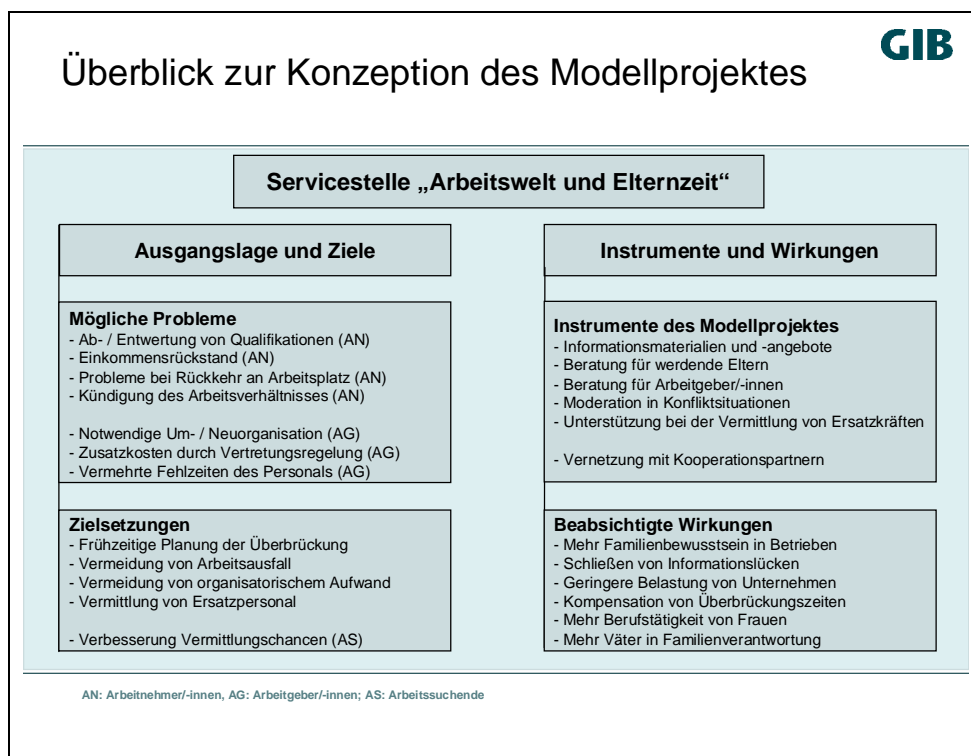 GIB
Überblick zur Konzeption des Modellprojektes
Servicestelle „Arbeitswelt und Elternzeit“
Ausgangslage und Ziele
Mögliche Probleme
- Ab- / Entwertung von Qualifikationen (AN)
- Einkommensrückstand (AN)
- Probleme bei Rückkehr an Arbeitsplatz (AN)
- Kündigung des Arbeitsverhältnisses (AN)
- Notwendige Um- / Neuorganisation (AG)
- Zusatzkosten durch Vertretungsregelung (AG)
- Vermehrte Fehlzeiten des Personals (AG)
Zielsetzungen
- Frühzeitige Planung der Überbrückung
- Vermeidung von Arbeitsausfall
- Vermeidung von organisatorischem Aufwand
- Vermittlung von Ersatzpersonal
- Verbesserung Vermittlungschancen (AS)
Instrumente und Wirkungen
Instrumente des Modellprojektes
- Informationsmaterialien und -angebote
- Beratung für werdende Eltern
- Beratung für Arbeitgeber/-innen
- Moderation in Konfliktsituationen
- Unterstützung bei der Vermittlung von Ersatzkräften
- Vernetzung mit Kooperationspartnern
Beabsichtigte Wirkungen
- Mehr Familienbewusstsein in Betrieben
- Schließen von Informationslücken
- Geringere Belastung von Unternehmen
- Kompensation von Überbrückungszeiten
- Mehr Berufstätigkeit von Frauen
- Mehr Väter in Familienverantwortung
AN: Arbeitnehmer/-innen, AG: Arbeitgeber/-innen; AS: Arbeitssuchende